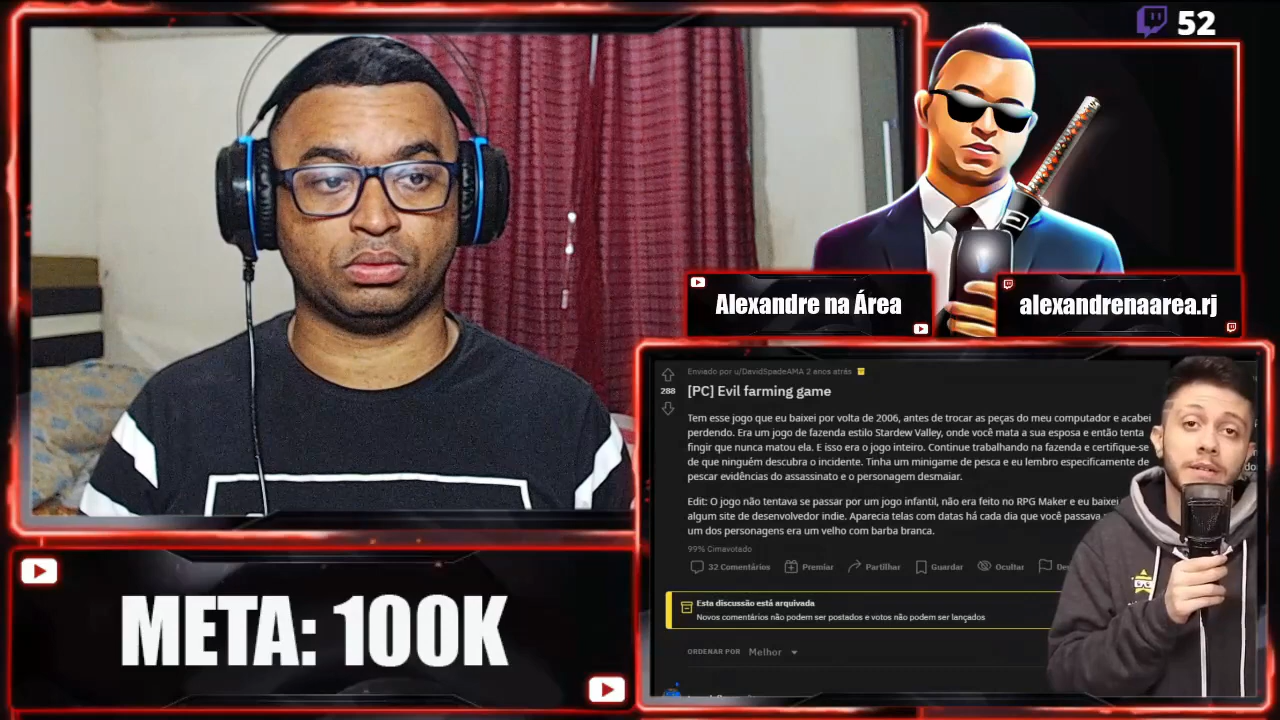 52
Alexandre na Área
alexandrenaarea.rj
Enviado por u/DavidSpadeAMA 2 anos atrás
288
[PC] Evil farming game
Tem esse jogo que eu baixei por volta de 2006, antes de trocar as peças do meu computador e acabei
perdendo. Era um jogo de fazenda estilo Stardew Valley, onde você mata a sua esposa e então tenta
fingir que nunca matou ela. E isso era o jogo inteiro. Continue trabalhando na fazenda e certifique-se
de que ninguém descubra o incidente. Tinha um minigame de pesca e eu lembro especificamente de
pescar evidências do assassinato e o personagem desmaiar.
Edit: O jogo não tentava se passar por um jogo infantil, não era feito no RPG Maker e eu baixei
algum site de desenvolvedor indie. Aparecia telas com datas há cada dia que você passava
um dos personagens era um velho com barba branca.
99% Cimavotado
32 Comentários Premiar Partilhar Guardar Ocultar
Esta discussão está arquivada
Novos comentários não podem ser postados e votos não podem ser lançados
ORDENAR POR Melhor
META: 100K